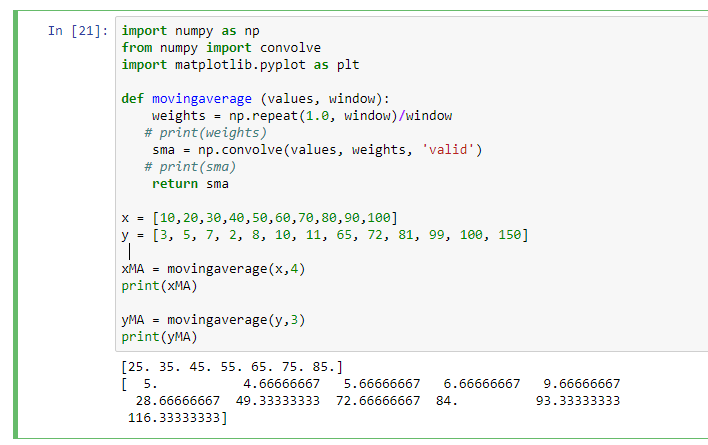 In [21]: import numpy as np
from numpy import convolve
import matplotlib.pyplot as plt
def movingaverage (values, window):
    weights = np.repeat(1.0, window)/window
   # print(weights)
    sma = np.convolve(values, weights, 'valid')
   # print(sma)
    return sma
x = [10,20,30,40,50,60,70,80,90,100]
y = [3, 5, 7, 2, 8, 10, 11, 65, 72, 81, 99, 100, 150]
xMA = movingaverage(x,4)
print(xMA)
yMA = movingaverage(y,3)
print(yMA)
[25. 35. 45. 55. 65. 75. 85.]
[  5.           4.66666667   5.66666667   6.66666667   9.66666667
  28.66666667  49.33333333  72.66666667  84.          93.33333333
 116.33333333]